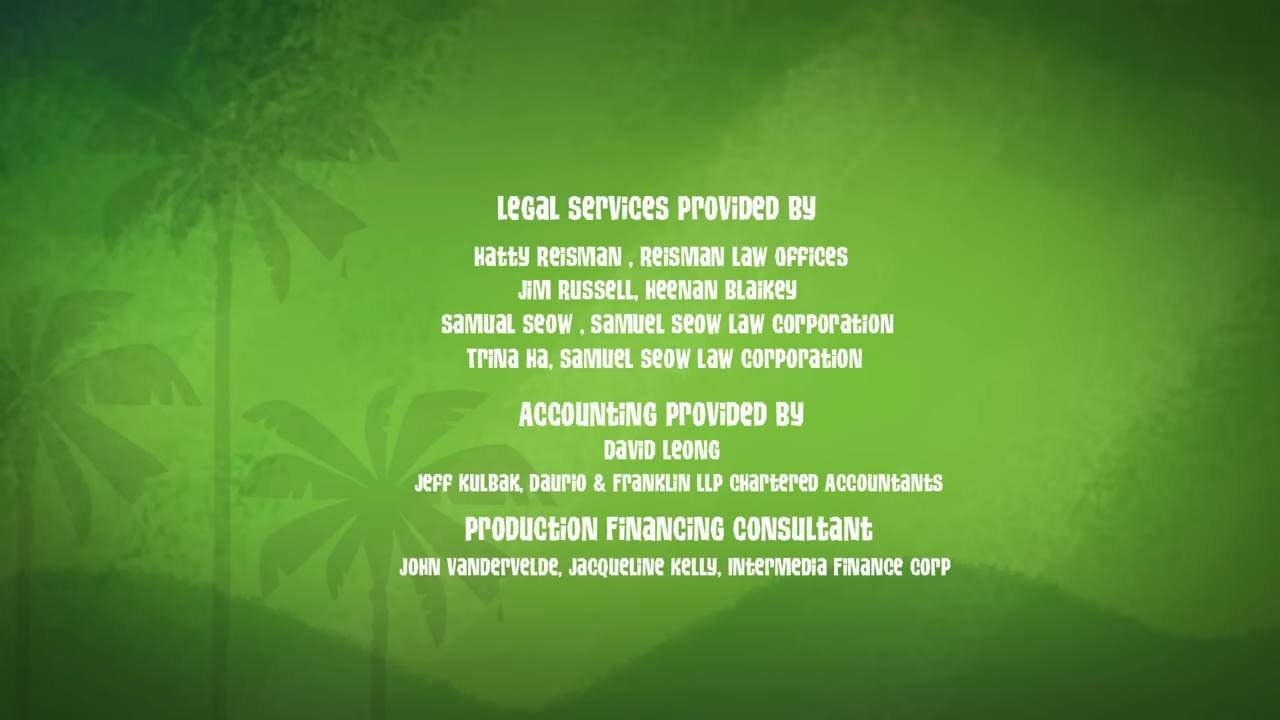 Legal Services Provided By
Hatty Reisman , Reisman Law Offices
Jim Russell, Heenan Blaikey
Samual Seow , Samuel Seow Law Corporation
Trina Ha, Samuel Seow Law Corporation
Accounting Provided By
David Leong
Jeff Kulbak, Daurio & Franklin LLP Chartered Accountants
Production Financing Consultant
John Vandervelde, Jacqueline Kelly, Intermedia Finance Corp